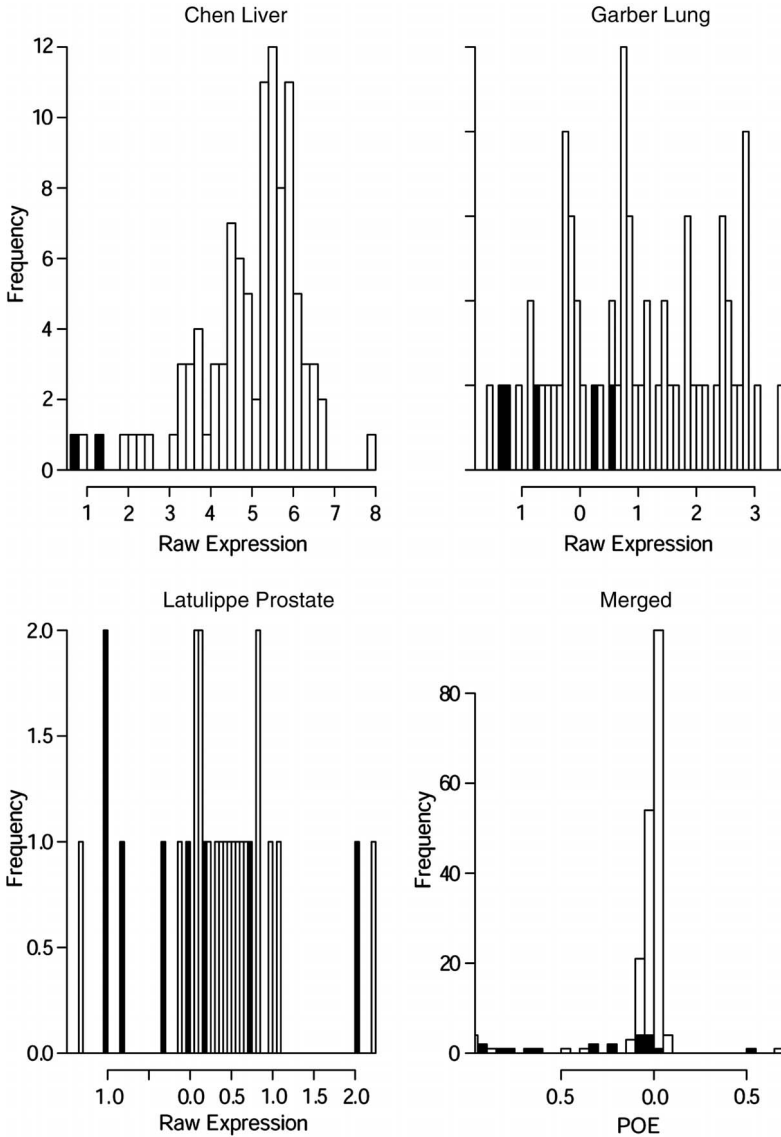 Chen Liver
Garber Lung
12
10
8
6
4
2
0
Frequency
1 2 3 4 5 6 7 8
Raw Expression
1 0 1 2 3
Raw Expression
Latulippe Prostate
Merged
2.0
1.5
1.0
0.5
0.0
Frequency
1.0 0.0 0.5 1.0 1.5 2.0
Raw Expression
80
60
40
20
0
Frequency
0.5 0.0 0.5
POE